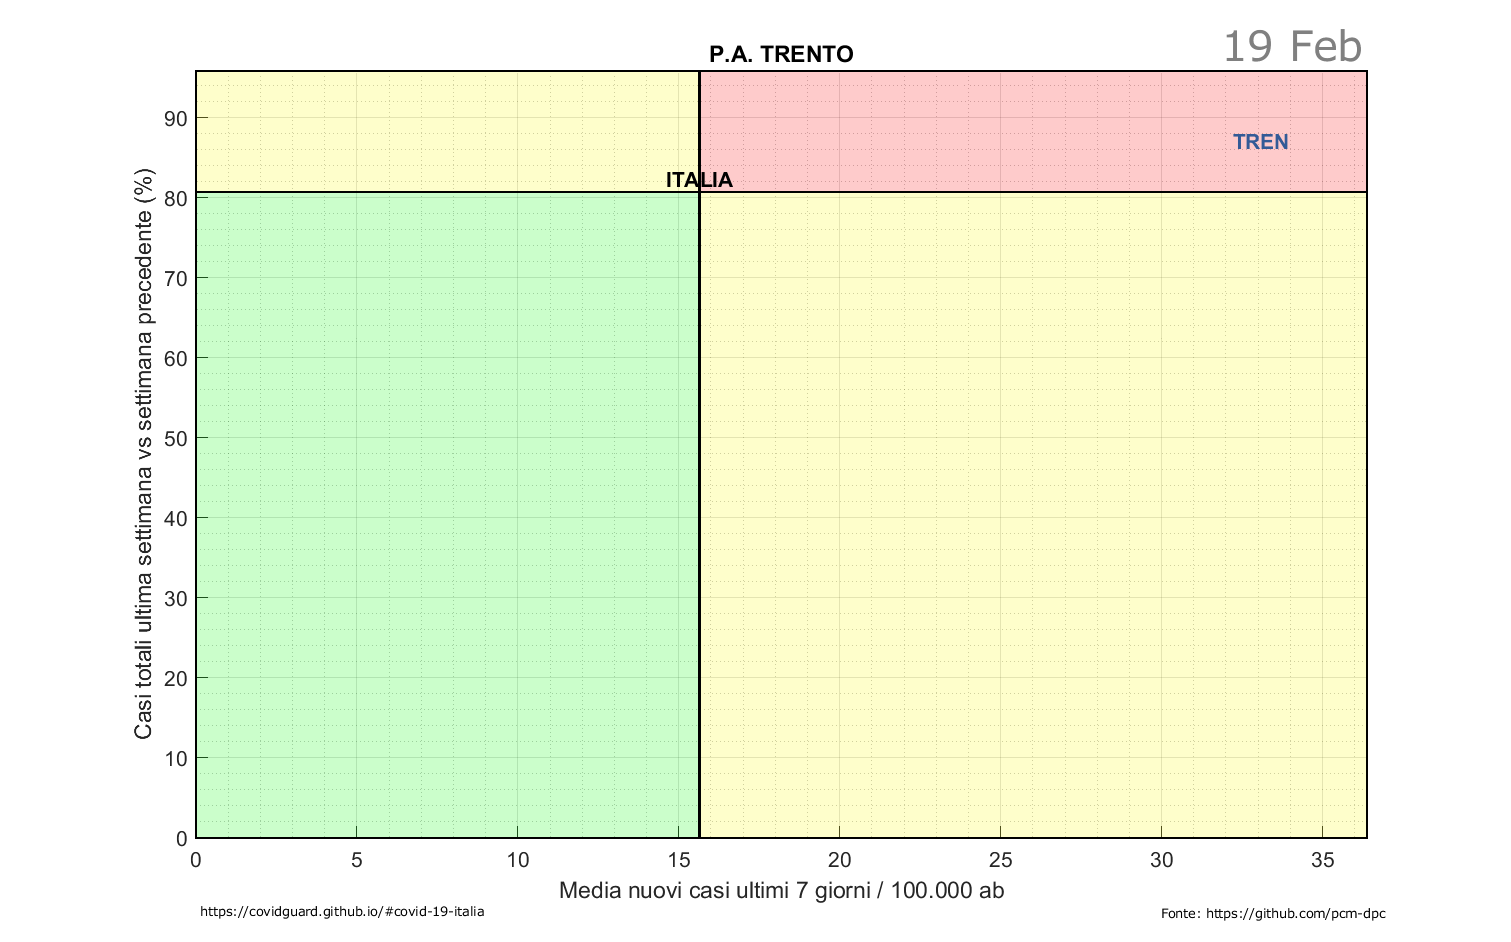 19 Feb
P.A. TRENTO
90
TREN
ITALIA
80
70
60
50
40
30
20
10
0
Casi totali ultima settimana vs settimana precedente (%)
0 5 10 15 20 25 30 35
Media nuovi casi ultimi 7 giorni / 100.000 ab
https://covidguard.github.io/#covid-19-italia
Fonte: https://github.com/pcm-dpc